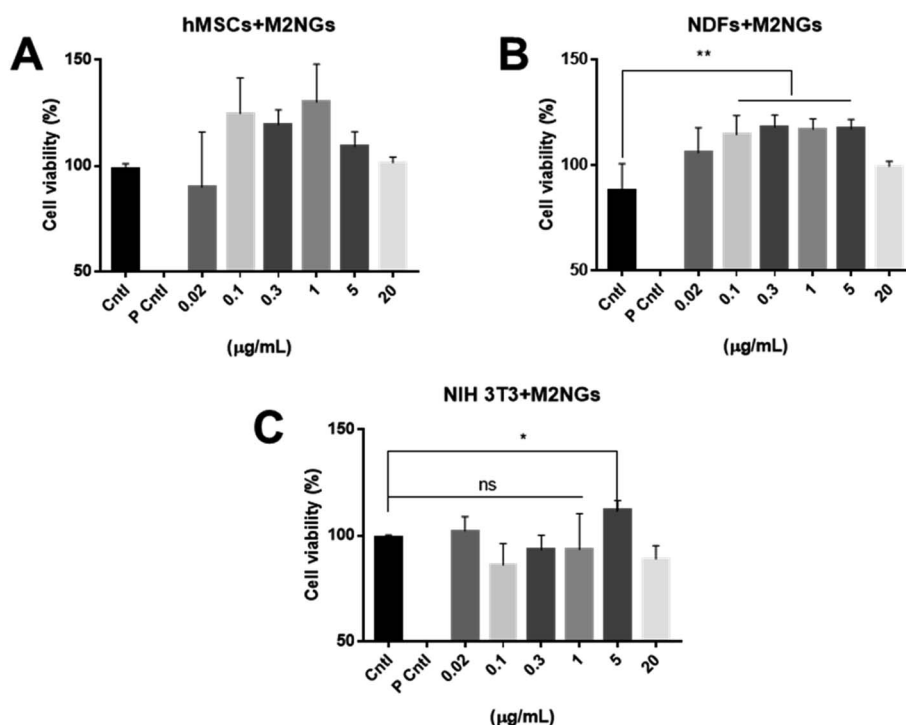 A
hMSCs+M2NGs
Cell viability (%)
150
100
50
Cntl
P Cntl
0.02
0.1
0.3
1
5
20
(µg/mL)
B
NDFs+M2NGs
**
Cell viability (%)
150
100
50
Cntl
P Cntl
0.02
0.1
0.3
1
5
20
(µg/mL)
C
NIH 3T3+M2NGs
*
ns
Cell viability (%)
150
100
50
Cntl
P Cntl
0.02
0.1
0.3
1
5
20
(µg/mL)